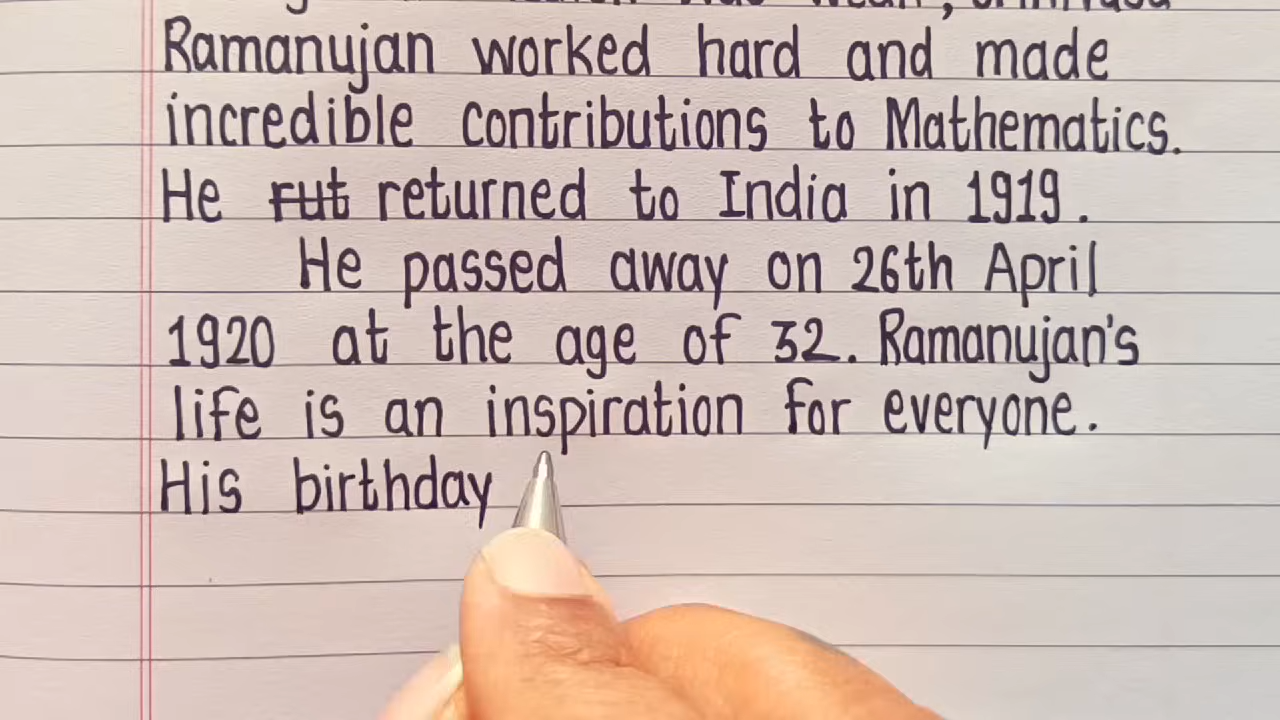 Ramanujan worked hard and made
incredible contributions to Mathematics.
He rut returned to India in 1919.
He passed away on 26th April
1920 at the age of 32. Ramanujan's
life is an inspiration for everyone.
His birthday